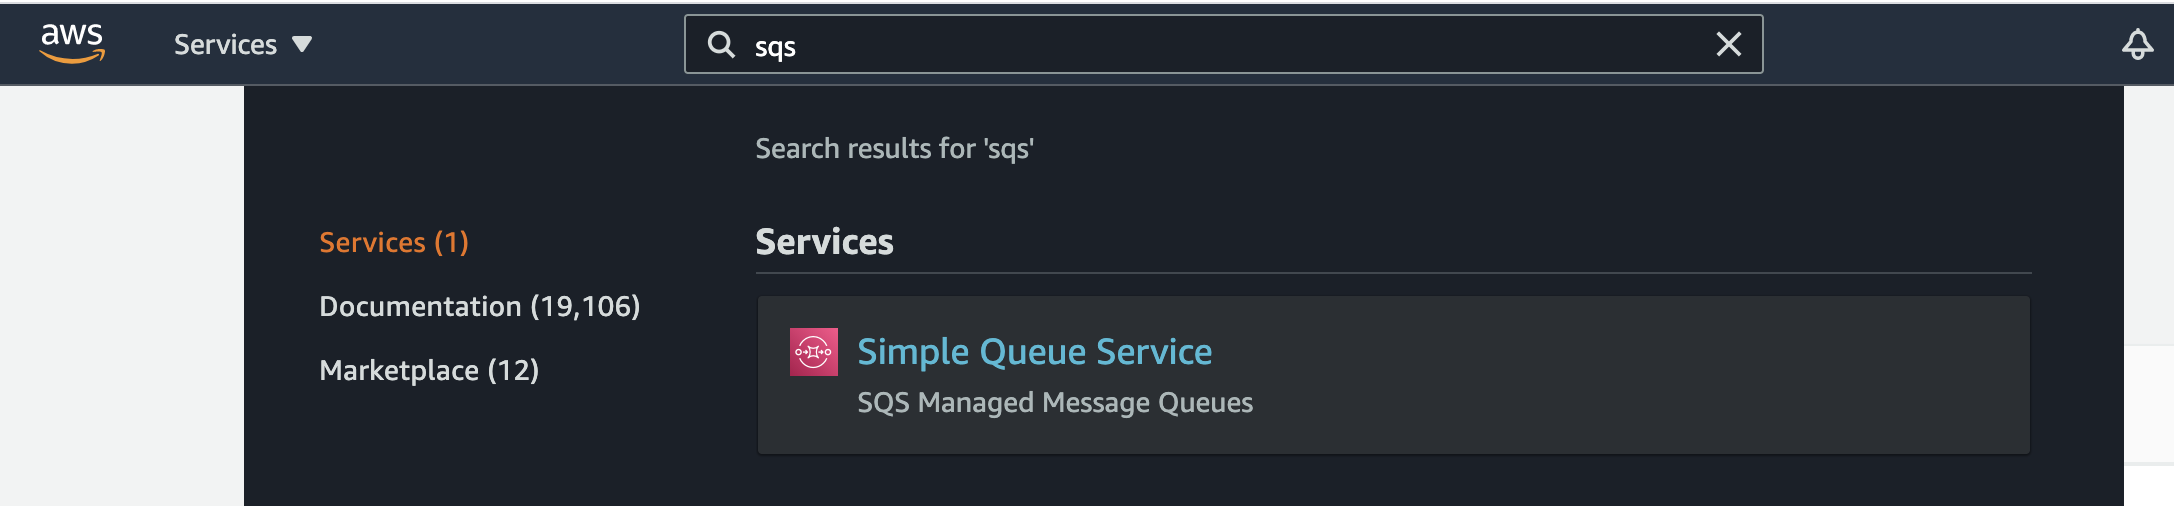 aws
Services
sqs
Search results for 'sqs'
Services (1)
Documentation (19,106)
Marketplace (12)
Services
Simple Queue Service
SQS Managed Message Queues